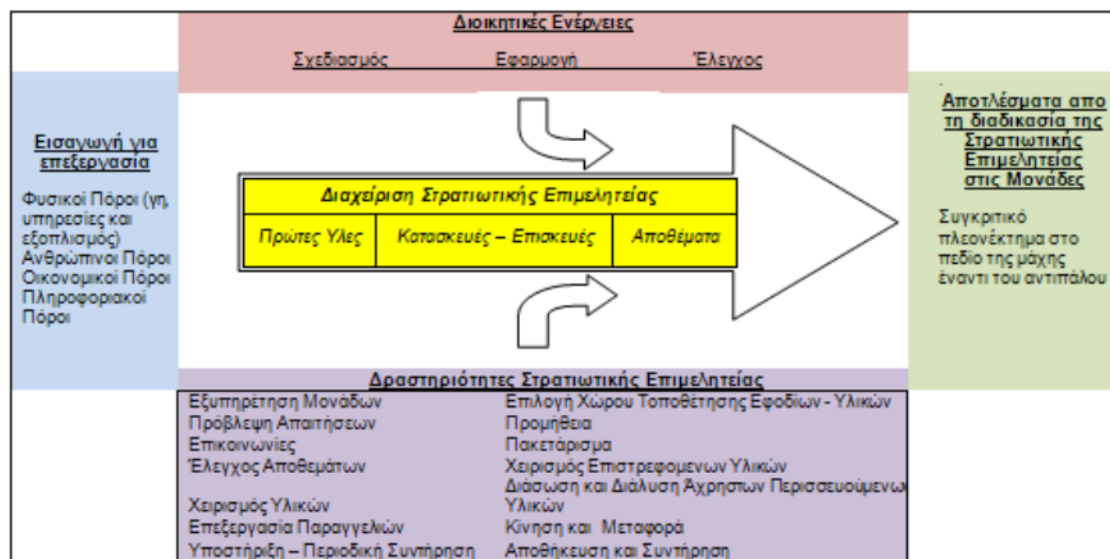 Διοικητικές Ενέργειες
Σχεδιασμός Εφαρμογή Έλεγχος
Εισαγωγή για
επεξεργασία
Φυσικοί Πόροι (γη,
υπηρεσίες και
εξοπλισμός)
Ανθρώπινοι Πόροι
Οικονομικοί Πόροι
Πληροφοριακοί
Πόροι
Διαχείριση Στρατιωτικής Επιμελητείας
Πρώτες Υλες Κατασκευές – Επισκευές Αποθέματα
Αποτλέσματα απο
τη διαδικασία της
Στρατιωτικής
Επιμελητείας
στις Μονάδες
Συγκριτικό
πλεονέκτημα στο
πεδίο της μάχης
έναντι του αντιπάλου
Δραστηριότητες Στρατιωτικής Επιμελητείας
Εξυπηρέτηση Μονάδων
Πρόβλεψη Απαιτήσεων
Επικοινωνίες
Έλεγχος Αποθεμάτων
Χειρισμός Υλικών
Επεξεργασία Παραγγελιών
Υποστήριξη – Περιοδική Συντήρηση
Επιλογή Χώρου Τοποθέτησης Εφοδίων - Υλικών
Προμήθεια
Πακετάρισμα
Χειρισμός Επιστρεφομενων Υλικών
Διάσωση και Διάλυση Άχρηστων Περισσευούμενω
Υλικών
Κίνηση και Μεταφορά
Αποθήκευση και Συντήρηση